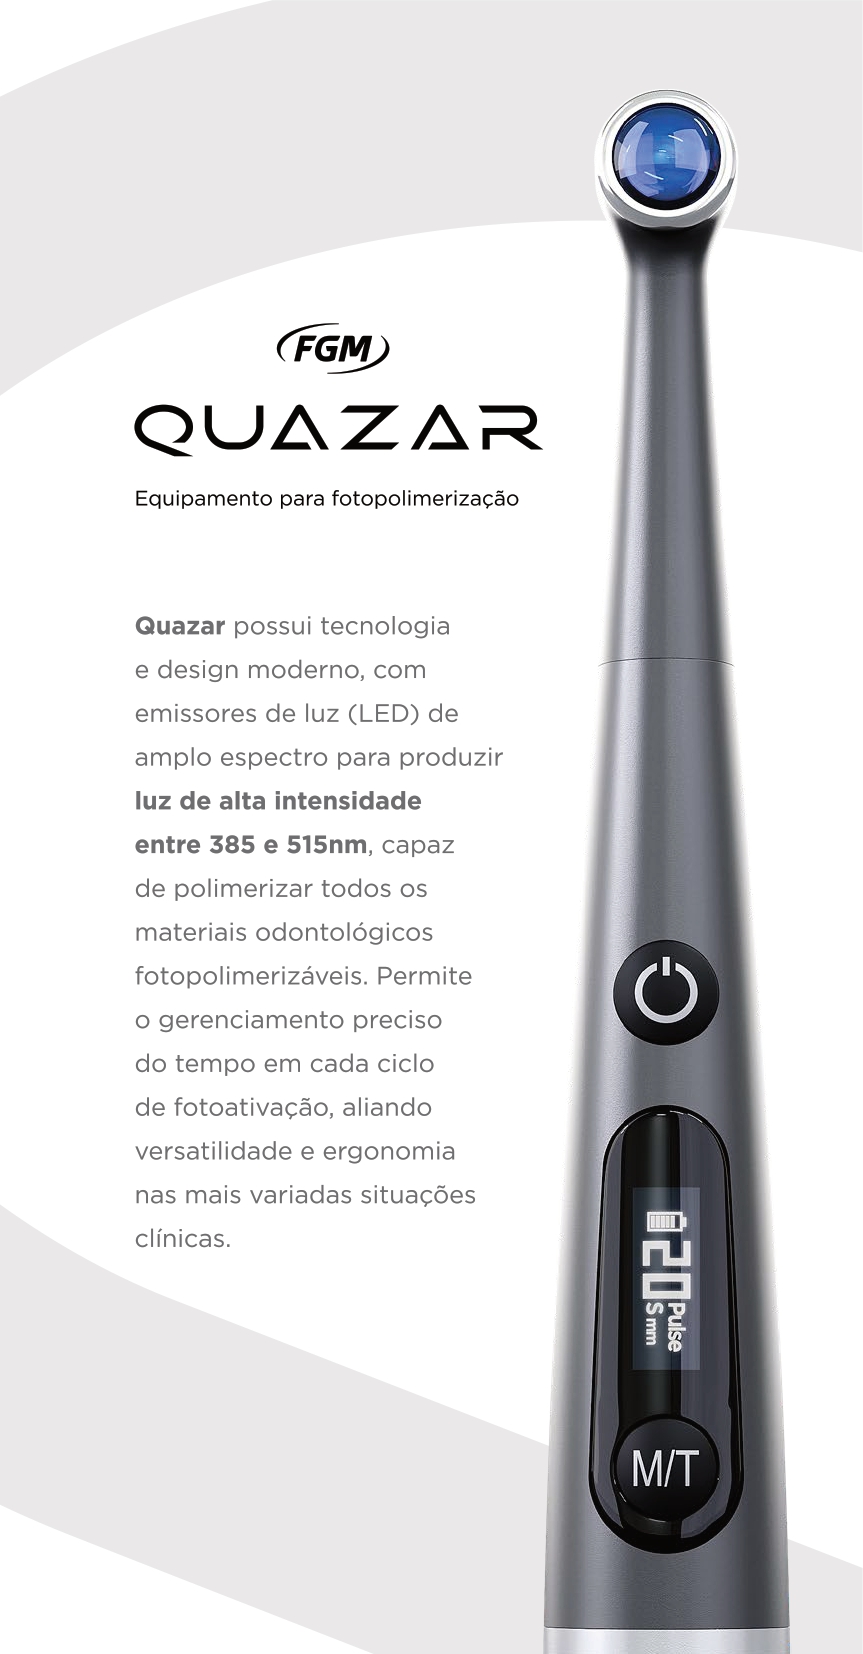 FGM
QUAZAR
Equipamento para fotopolimerização
Quazar possui tecnologia
e design moderno, com
emissores de luz (LED) de
amplo espectro para produzir
luz de alta intensidade
entre 385 e 515nm, capaz
de polimerizar todos os
materiais odontológicos
fotopolimerizáveis. Permite
o gerenciamento preciso
do tempo em cada ciclo
de fotoativação, aliando
versatilidade e ergonomia
nas mais variadas situações
clínicas.
20
Pulse
S mm
M/T